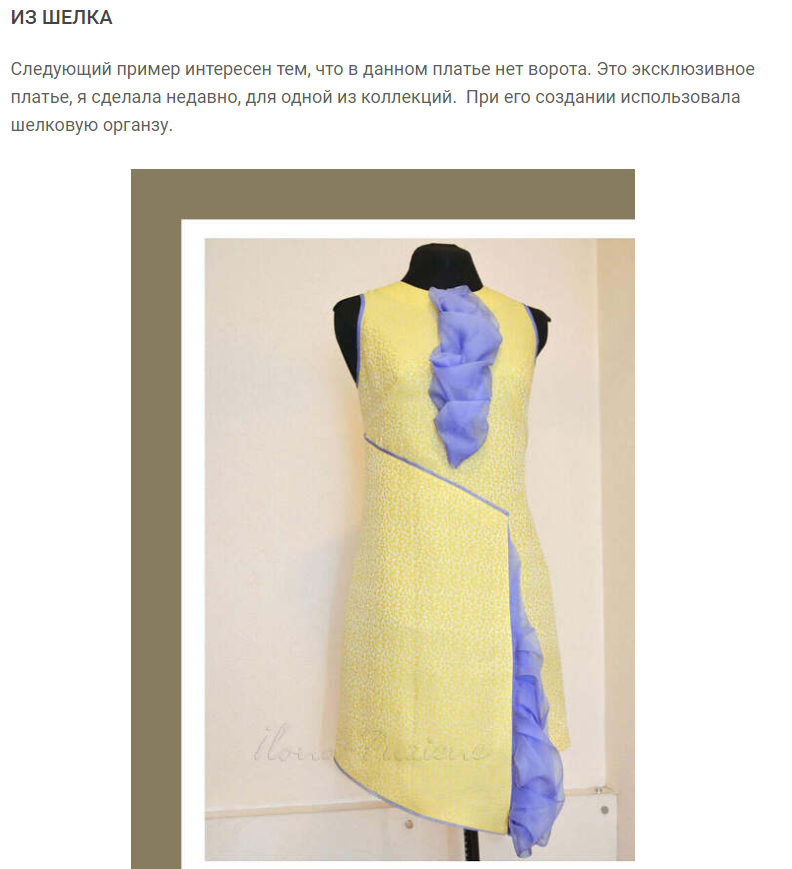 ИЗ ШЕЛКА
Следующий пример интересен тем, что в данном платье нет ворота. Это эксклюзивное
платье, я сделала недавно, для одной из коллекций.  При его создании использовала
шелковую органзу.